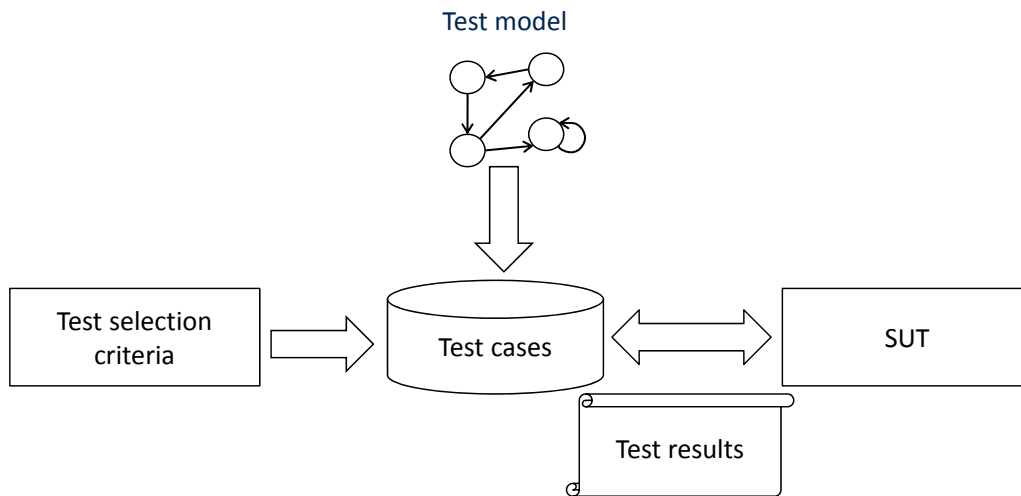 Test model
Test selection
criteria
Test cases
SUT
Test results